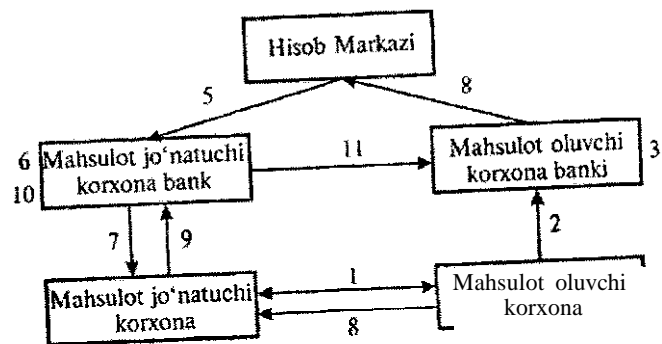 Hisob Markazi
5
8
6
Mahsulot jo‘natuchi
korxona bank
10
11
Mahsulot oluvchi
korxona banki
3
7
9
2
Mahsulot jo‘natuchi
korxona
1
8
Mahsulot oluvchi
korxona